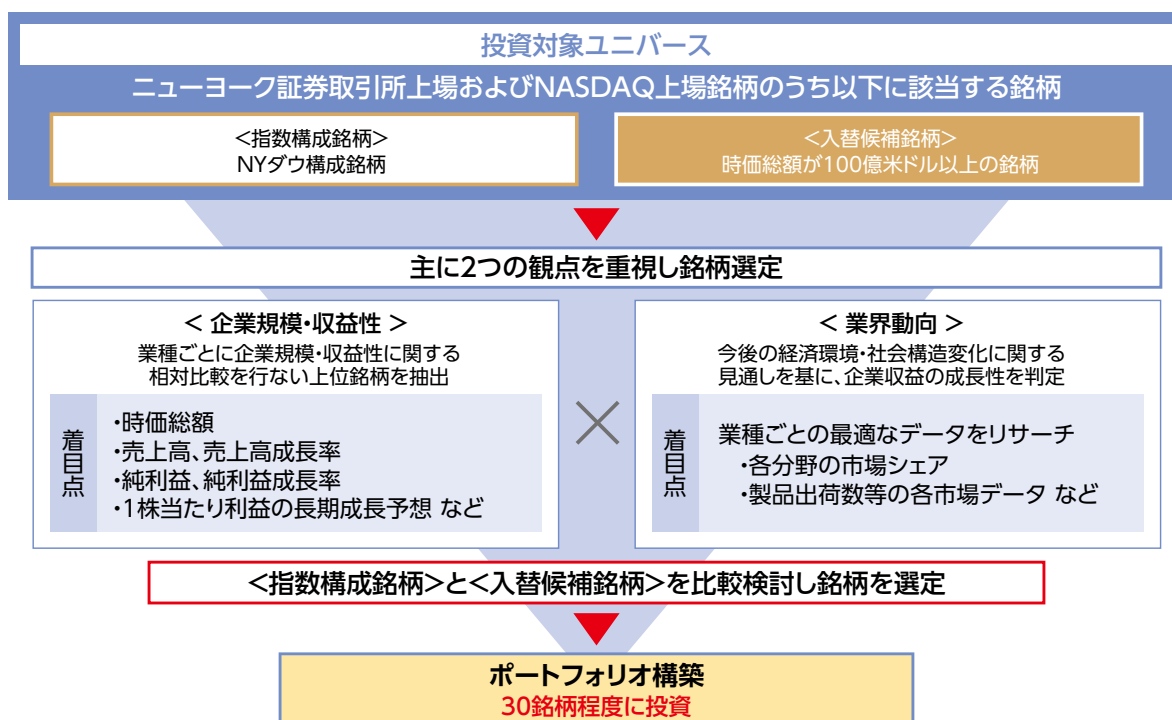 投資対象ユニバース
ニューヨーク証券取引所上場およびNASDAQ上場銘柄のうち以下に該当する銘柄
<指数構成銘柄>
NYダウ構成銘柄
<入替候補銘柄>
時価総額が100億米ドル以上の銘柄
主に2つの観点を重視し銘柄選定
< 企業規模・収益性 >
業種ごとに企業規模・収益性に関する
相対比較を行ない上位銘柄を抽出
着目点
・時価総額
・売上高、売上高成長率
・純利益、純利益成長率
・1株当たり利益の長期成長予想 など
×
< 業界動向 >
今後の経済環境・社会構造変化に関する
見通しを基に、企業収益の成長性を判定
着目点
業種ごとの最適なデータをリサーチ
・各分野の市場シェア
・製品出荷数等の各市場データ など
<指数構成銘柄>と<入替候補銘柄>を比較検討し銘柄を選定
ポートフォリオ構築
30銘柄程度に投資